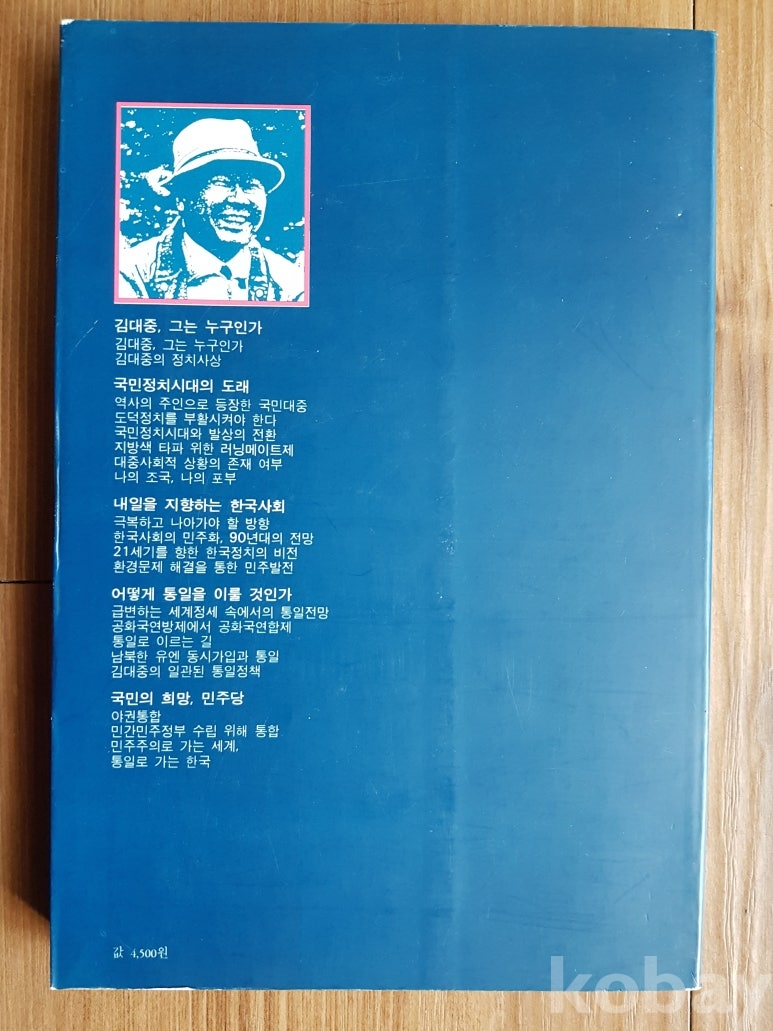 김대중, 그는 누구인가
김대중, 그는 누구인가
김대중의 정치사상
국민정치시대의 도래
역사의 주인으로 등장한 국민대중
도덕정치를 부활시켜야 한다
국민정치시대와 발상의 전환
지방색 타파 위한 러닝메이트제
대중사회적 상황의 존재 여부
나의 조국, 나의 포부
내일을 지향하는 한국사회
극복하고 나아가야 할 방향
한국사회의 민주화, 90년대의 전망
21세기를 향한 한국정치의 비전
환경문제 해결을 통한 민주발전
어떻게 통일을 이룰 것인가
급변하는 세계정세 속에서의 통일전망
공화국연방제에서 공화국연합제
통일로 이르는 길
남북한 유엔 동시가입과 통일
김대중의 일관된 통일정책
국민의 희망, 민주당
야권통합
민간민주정부 수립 위해 통합
민주주의로 가는 세계,
통일로 가는 한국
값 4,500원
kobay